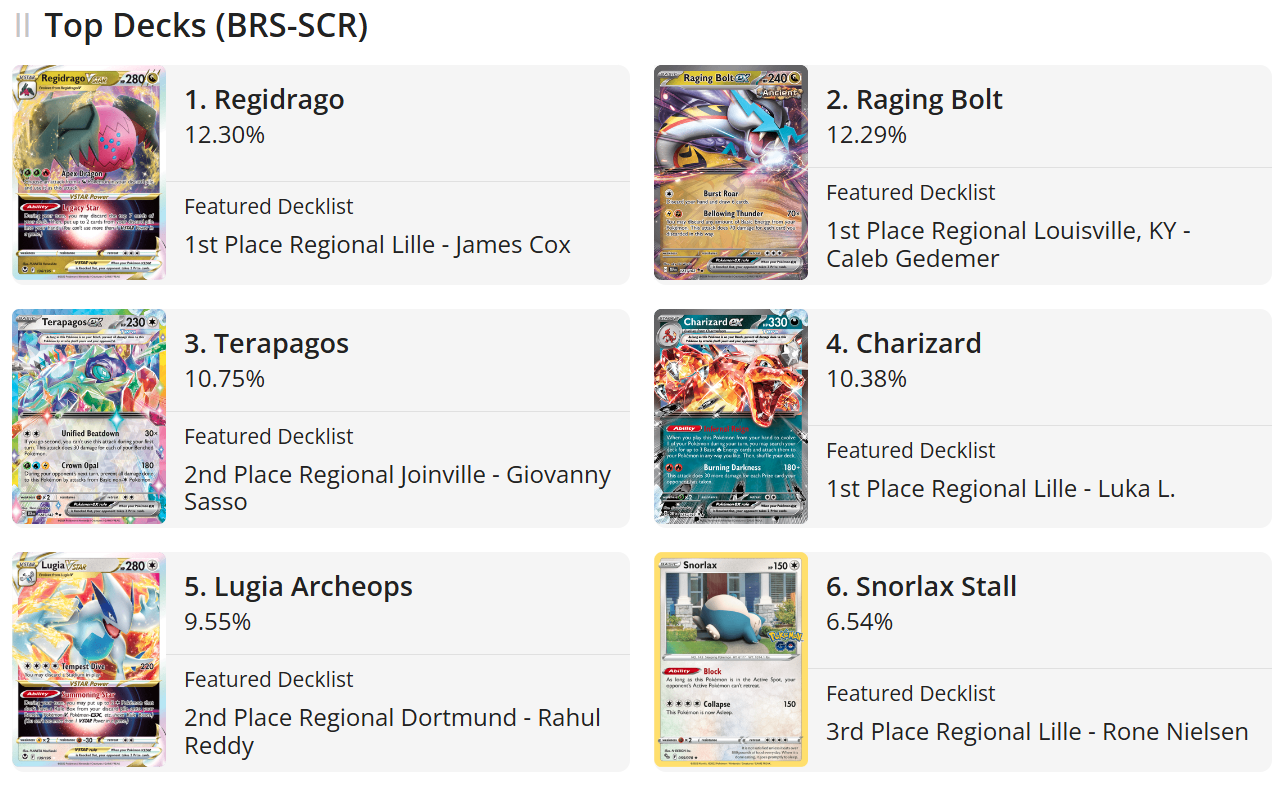 Top Decks (BRS-SCR)
Regidrago VSTAR 280
Apex Dragon
VSTAR Power
Ability Legacy Star
1. Regidrago
12.30%
Featured Decklist
1st Place Regional Lille - James Cox
Raging Bolt ex 240
Ancient
Burst Roar
Bellowing Thunder 70×
2. Raging Bolt
12.29%
Featured Decklist
1st Place Regional Louisville, KY -
Caleb Gedemer
Terapagos ex 230
Unified Beatdown 30×
Crown Opal 180
3. Terapagos
10.75%
Featured Decklist
2nd Place Regional Joinville - Giovanny
Sasso
Charizard ex 330
Ability
Burning Darkness 180+
4. Charizard
10.38%
Featured Decklist
1st Place Regional Lille - Luka L.
Lugia VSTAR 280
Tempest Dive 220
VSTAR Power
Ability Summoning Star
5. Lugia Archeops
9.55%
Featured Decklist
2nd Place Regional Dortmund - Rahul
Reddy
BASIC Snorlax 150
Pokémon GO
Ability Block
As long as this Pokémon is in the Active Spot, your
opponent's Active Pokémon can't retreat.
Collapse 150
This Pokémon is now Asleep.
6. Snorlax Stall
6.54%
Featured Decklist
3rd Place Regional Lille - Rone Nielsen